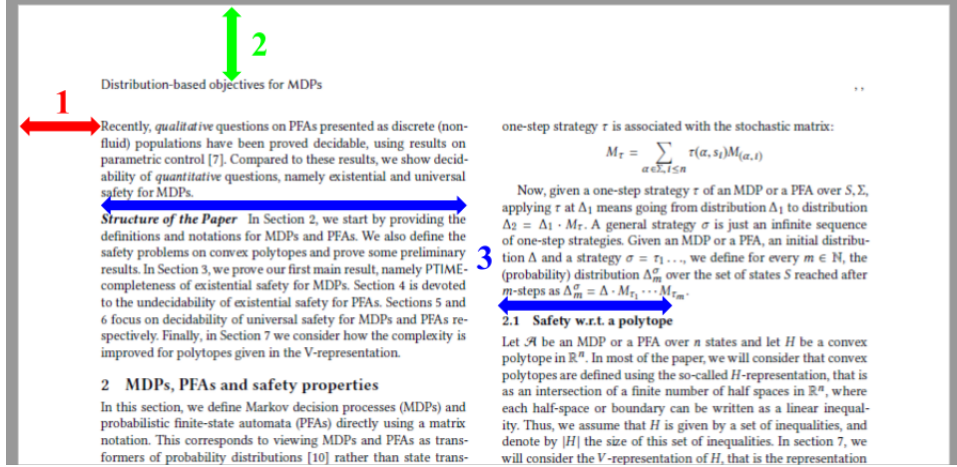 2
Distribution-based objectives for MDPs
, ,
1
Recently, qualitative questions on PFAs presented as discrete (non-
fluid) populations have been proved decidable, using results on
parametric control [7]. Compared to these results, we show decid-
ability of quantitative questions, namely existential and universal
safety for MDPs.
Structure of the Paper In Section 2, we start by providing the
definitions and notations for MDPs and PFAs. We also define the
safety problems on convex polytopes and prove some preliminary
results. In Section 3, we prove our first main result, namely PTIME-
completeness of existential safety for MDPs. Section 4 is devoted
to the undecidability of existential safety for PFAs. Sections 5 and
6 focus on decidability of universal safety for MDPs and PFAs re-
spectively. Finally, in Section 7 we consider how the complexity is
improved for polytopes given in the V-representation.
2 MDPs, PFAs and safety properties
In this section, we define Markov decision processes (MDPs) and
probabilistic finite-state automata (PFAs) directly using a matrix
notation. This corresponds to viewing MDPs and PFAs as trans-
formers of probability distributions [10] rather than state trans-
3
one-step strategy τ is associated with the stochastic matrix:
M_τ = ∑_{α∈Σ, i≤n} τ(α, s_i)M_{(α,i)}
Now, given a one-step strategy τ of an MDP or a PFA over S, Σ,
applying τ at Δ₁ means going from distribution Δ₁ to distribution
Δ₂ = Δ₁ · M_τ. A general strategy σ is just an infinite sequence
of one-step strategies. Given an MDP or a PFA, an initial distribu-
tion Δ and a strategy σ = τ₁ . . ., we define for every m ∈ ℕ, the
(probability) distribution Δ_m^σ over the set of states S reached after
m-steps as Δ_m^σ = Δ · M_{τ₁} · · · M_{τ_m}.
2.1 Safety w.r.t. a polytope
Let 𝒜 be an MDP or a PFA over n states and let H be a convex
polytope in ℝⁿ. In most of the paper, we will consider that convex
polytopes are defined using the so-called H-representation, that is
as an intersection of a finite number of half spaces in ℝⁿ, where
each half-space or boundary can be written as a linear inequal-
ity. Thus, we assume that H is given by a set of inequalities, and
denote by |H| the size of this set of inequalities. In section 7, we
will consider the V-representation of H, that is the representation